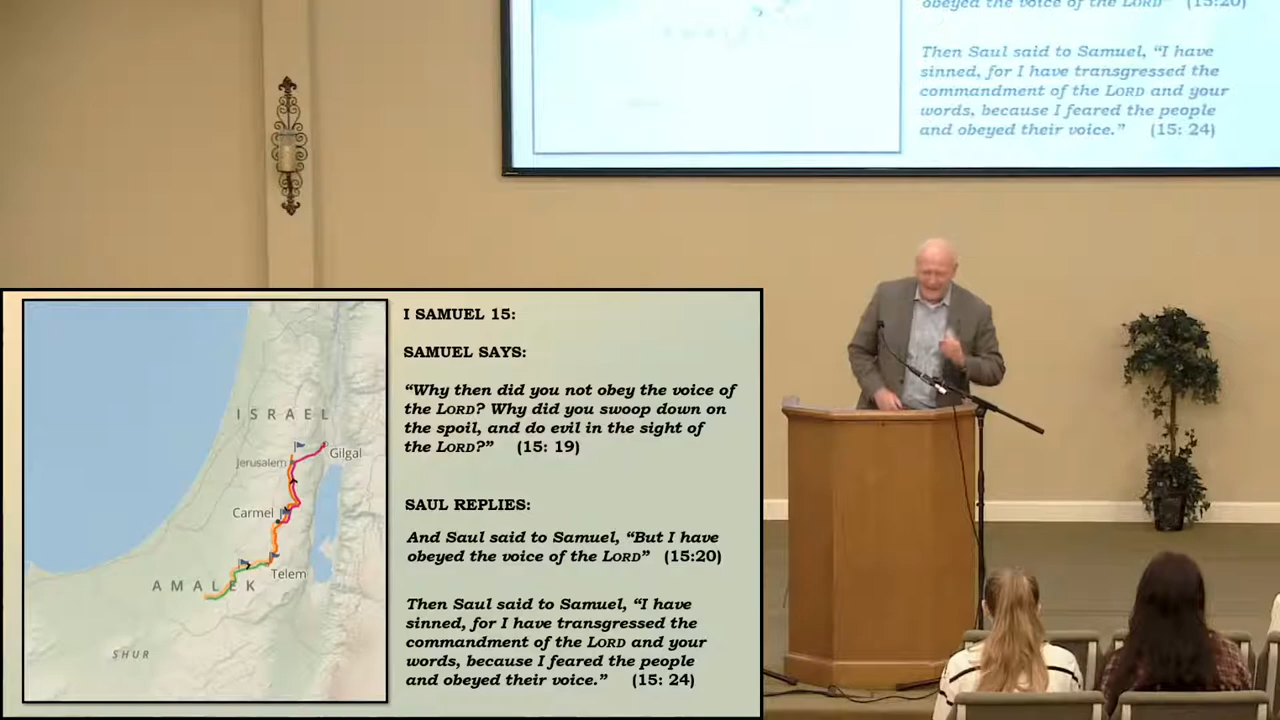 obeyed the voice of the LORD" (15:20)
Then Saul said to Samuel, "I have
sinned, for I have transgressed the
commandment of the LORD and your
words, because I feared the people
and obeyed their voice." (15: 24)
I SAMUEL 15:
SAMUEL SAYS:
“Why then did you not obey the voice of
the LORD? Why did you swoop down on
the spoil, and do evil in the sight of
the LORD?” (15: 19)
SAUL REPLIES:
And Saul said to Samuel, “But I have
obeyed the voice of the LORD” (15:20)
Then Saul said to Samuel, “I have
sinned, for I have transgressed the
commandment of the LORD and your
words, because I feared the people
and obeyed their voice.” (15: 24)
ISRAEL
Gilgal
Jerusalem
Carmel
Telem
AMALEK
SHUR